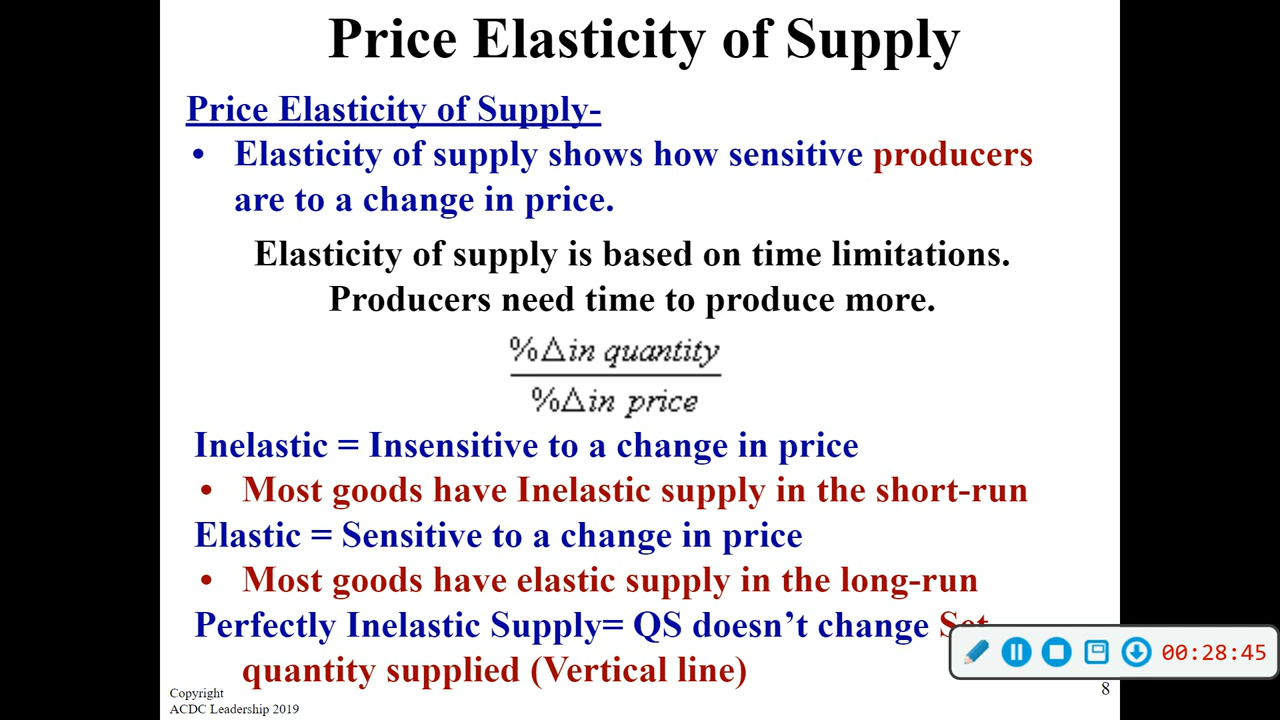 Price Elasticity of Supply
Price Elasticity of Supply-
• Elasticity of supply shows how sensitive producers
are to a change in price.
Elasticity of supply is based on time limitations.
Producers need time to produce more.
%Δin quantity
%Δin price
Inelastic = Insensitive to a change in price
• Most goods have Inelastic supply in the short-run
Elastic = Sensitive to a change in price
• Most goods have elastic supply in the long-run
Perfectly Inelastic Supply= QS doesn’t change Set
quantity supplied (Vertical line)
00:28:45
Copyright
ACDC Leadership 2019
8